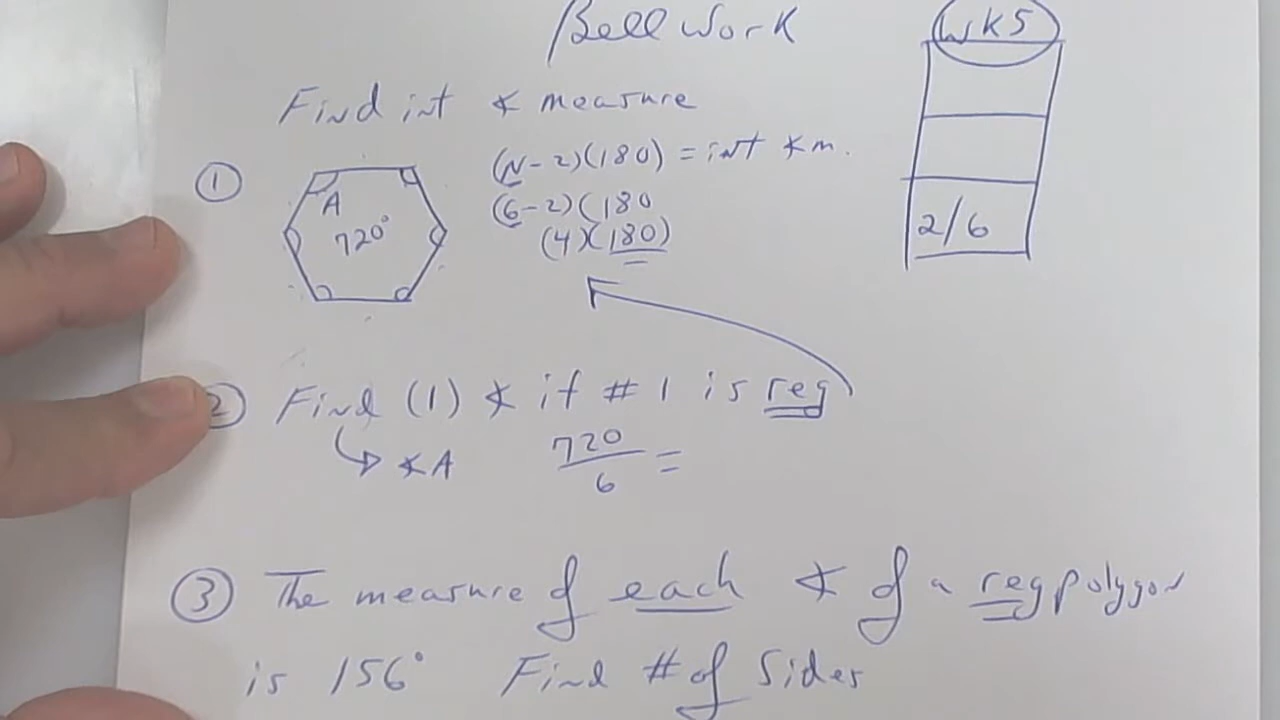 Bell Work
WK5
Find int ∠ measure
① (N-2)(180) = int ∠ m.
A
(6-2)(180
720°
(4)(180)
2/6
② Find (1) ∠ if #1 is reg
∠A
720/6 =
③ The measure of each ∠ of a reg polygon
is 156° Find # of Sides